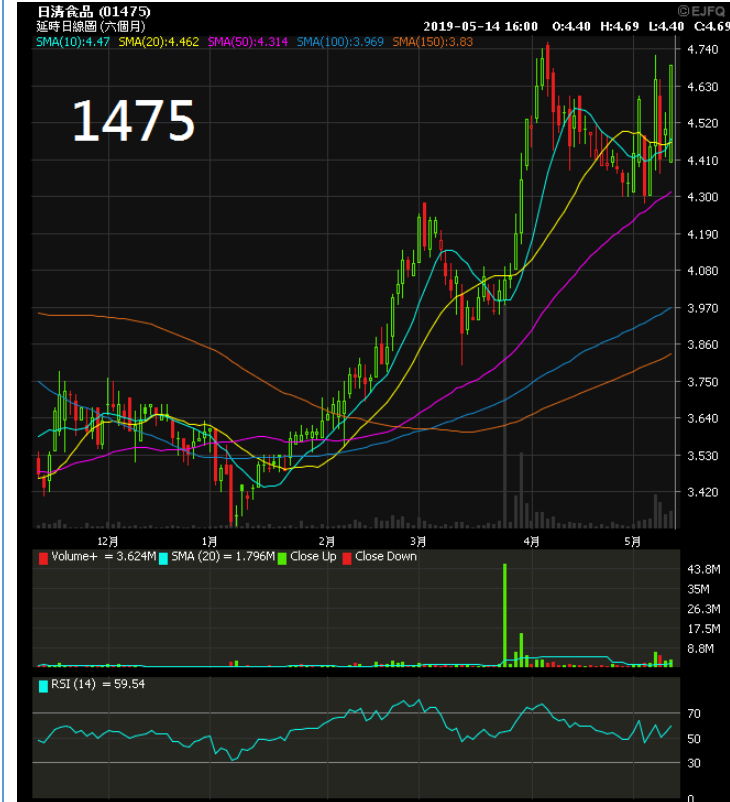 日清食品 (01475)
©EJFQ
延時日線圖 (六個月)
2019-05-14 16:00 O:4.40 H:4.69 L:4.40 C:4.69
SMA(10):4.47 SMA(20):4.462 SMA(50):4.314 SMA(100):3.969 SMA(150):3.83
1475
4.740
4.630
4.520
4.410
4.300
4.190
4.080
3.970
3.860
3.750
3.640
3.530
3.420
12月 1月 2月 3月 4月 5月
Volume+ = 3.624M SMA (20) = 1.796M Close Up Close Down
43.8M
35M
26.3M
17.5M
8.8M
RSI (14) = 59.54
70
50
30
0